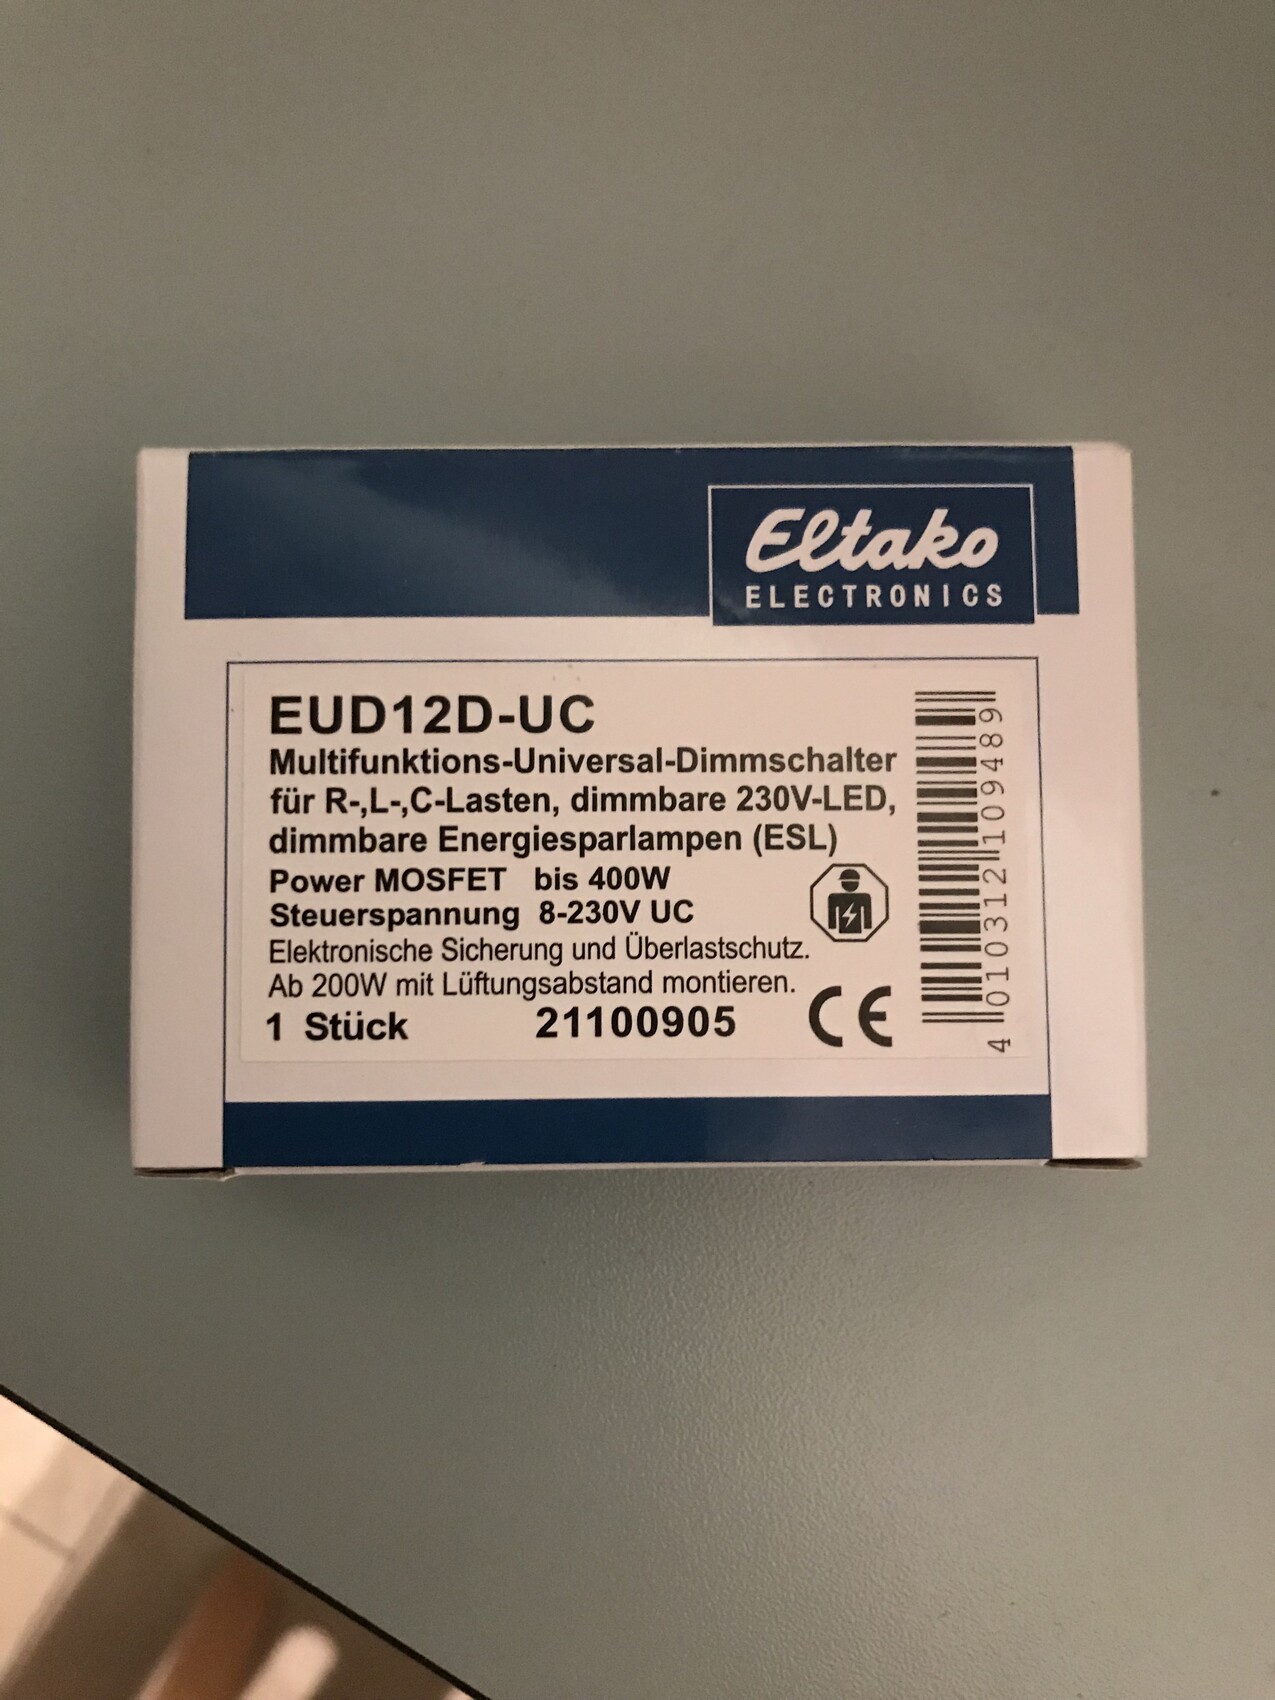 Eltako
ELECTRONICS
EUD12D-UC
Multifunktions-Universal-Dimmschalter
für R-,L-,C-Lasten, dimmbare 230V-LED,
dimmbare Energiesparlampen (ESL)
Power MOSFET bis 400W
Steuerspannung 8-230V UC
Elektronische Sicherung und Überlastschutz.
Ab 200W mit Lüftungsabstand montieren.
1 Stück 21100905 CE
4 010312 109489